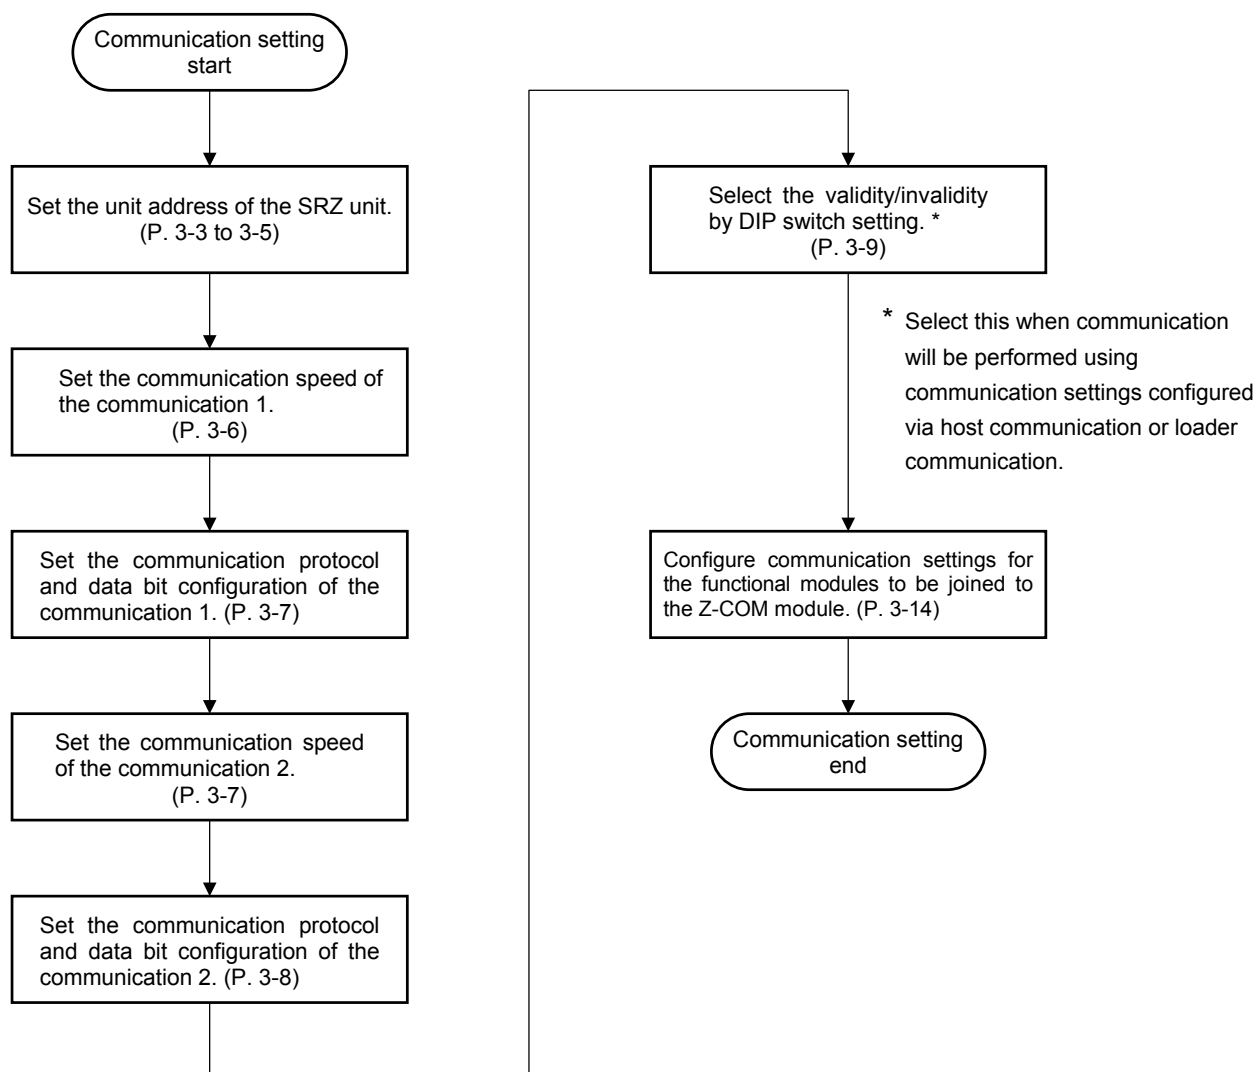 Communication setting
start
Set the unit address of the SRZ unit.
(P. 3-3 to 3-5)
Set the communication speed of
the communication 1.
(P. 3-6)
Set the communication protocol
and data bit configuration of the
communication 1. (P. 3-7)
Set the communication speed
of the communication 2.
(P. 3-7)
Set the communication protocol
and data bit configuration of the
communication 2. (P. 3-8)
Select the validity/invalidity
by DIP switch setting. *
(P. 3-9)
* Select this when communication
will be performed using
communication settings configured
via host communication or loader
communication.
Configure communication settings for
the functional modules to be joined to
the Z-COM module. (P. 3-14)
Communication setting
end